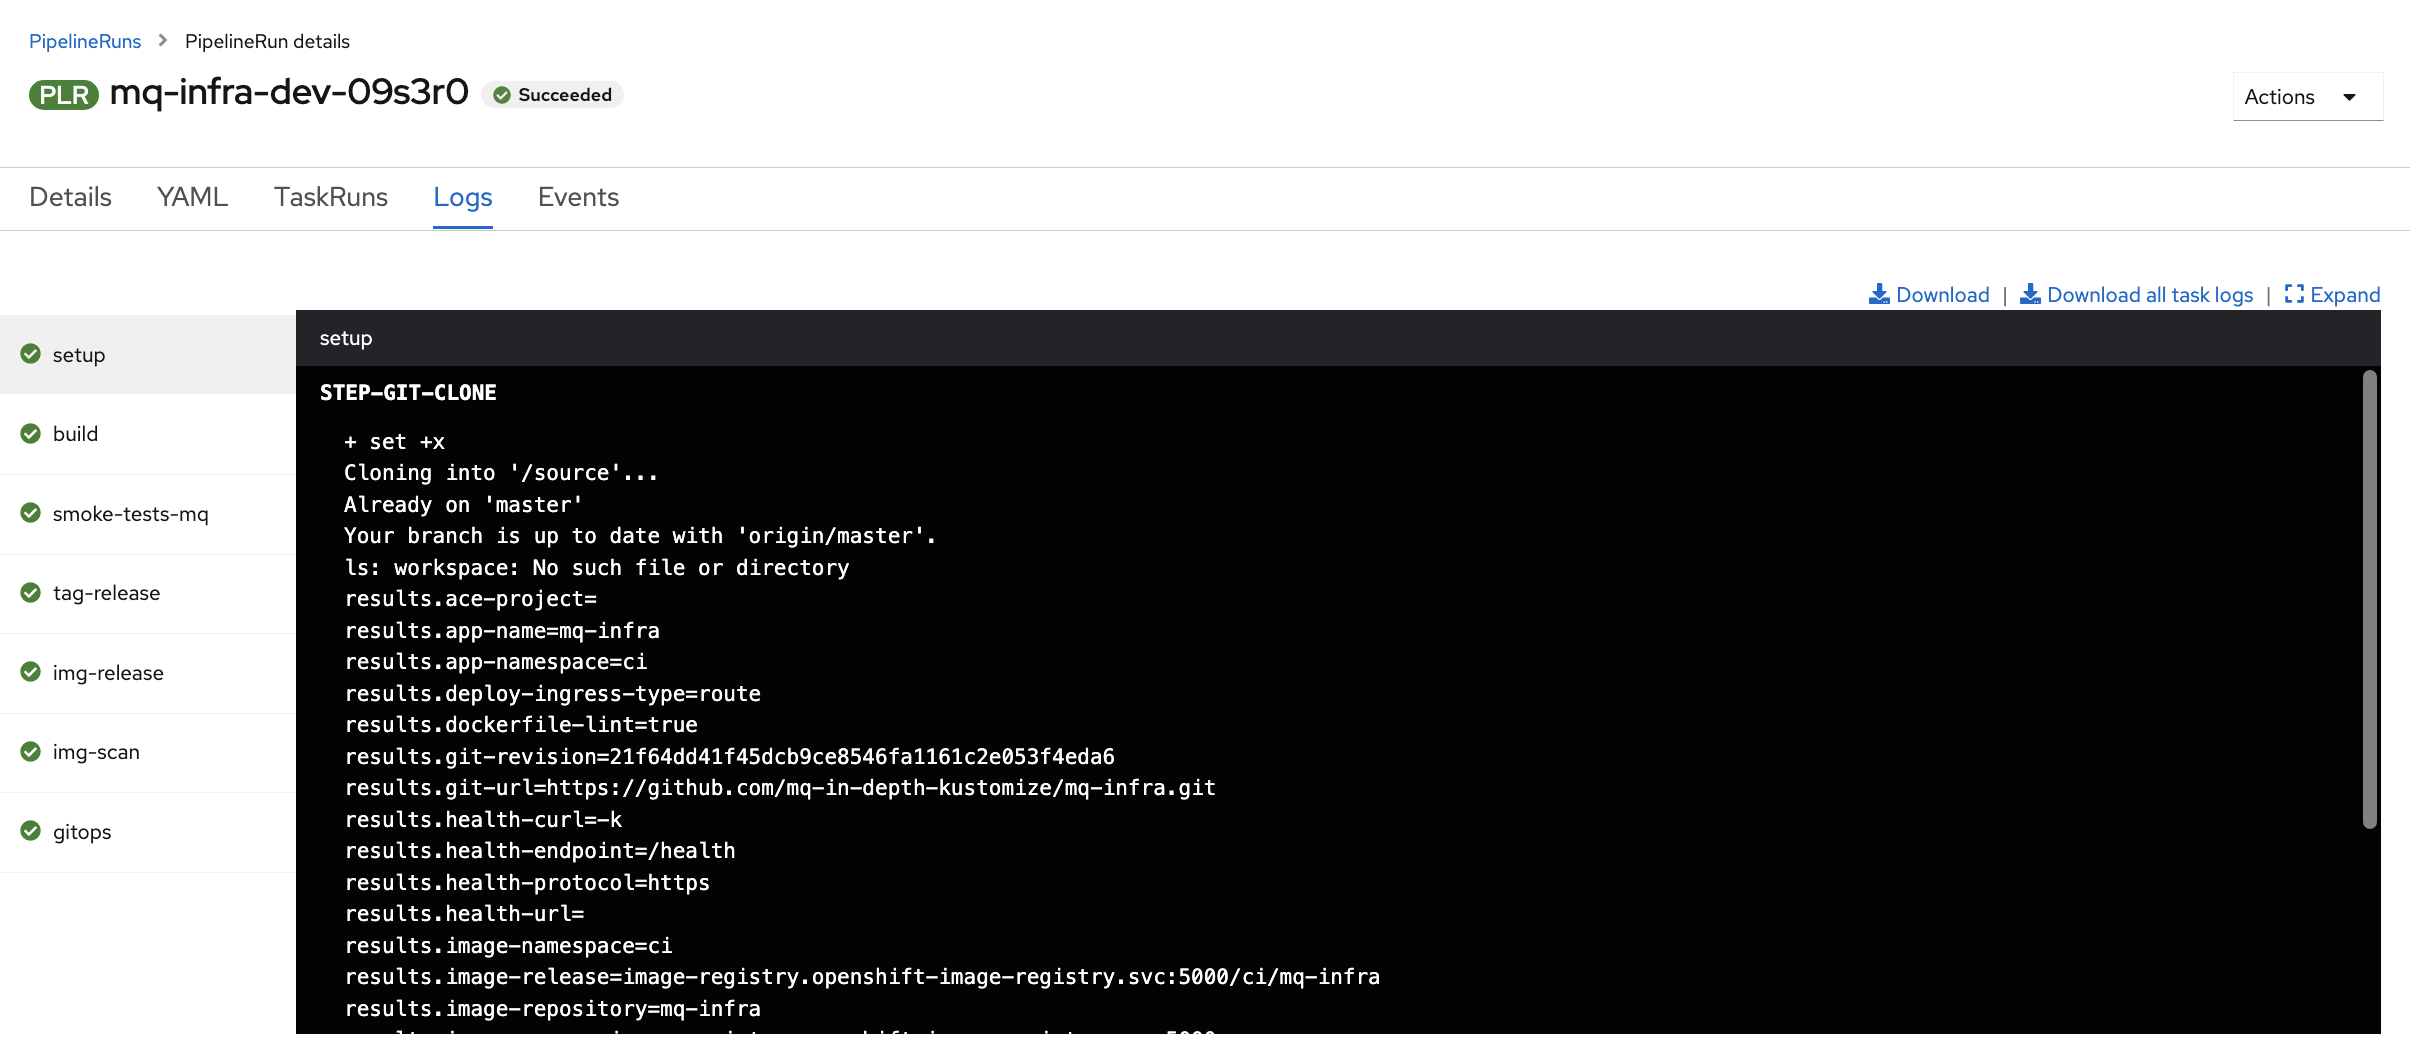 PipelineRuns > PipelineRun details
PLR mq-infra-dev-09s3r0 Succeeded
Actions
Details YAML TaskRuns Logs Events
Download | Download all task logs | Expand
setup
build
smoke-tests-mq
tag-release
img-release
img-scan
gitops
setup
STEP-GIT-CLONE
+ set +x
Cloning into '/source'...
Already on 'master'
Your branch is up to date with 'origin/master'.
ls: workspace: No such file or directory
results.ace-project=
results.app-name=mq-infra
results.app-namespace=ci
results.deploy-ingress-type=route
results.dockerfile-lint=true
results.git-revision=21f64dd41f45dcb9ce8546fa1161c2e053f4eda6
results.git-url=https://github.com/mq-in-depth-kustomize/mq-infra.git
results.health-curl=-k
results.health-endpoint=/health
results.health-protocol=https
results.health-url=
results.image-namespace=ci
results.image-release=image-registry.openshift-image-registry.svc:5000/ci/mq-infra
results.image-repository=mq-infra